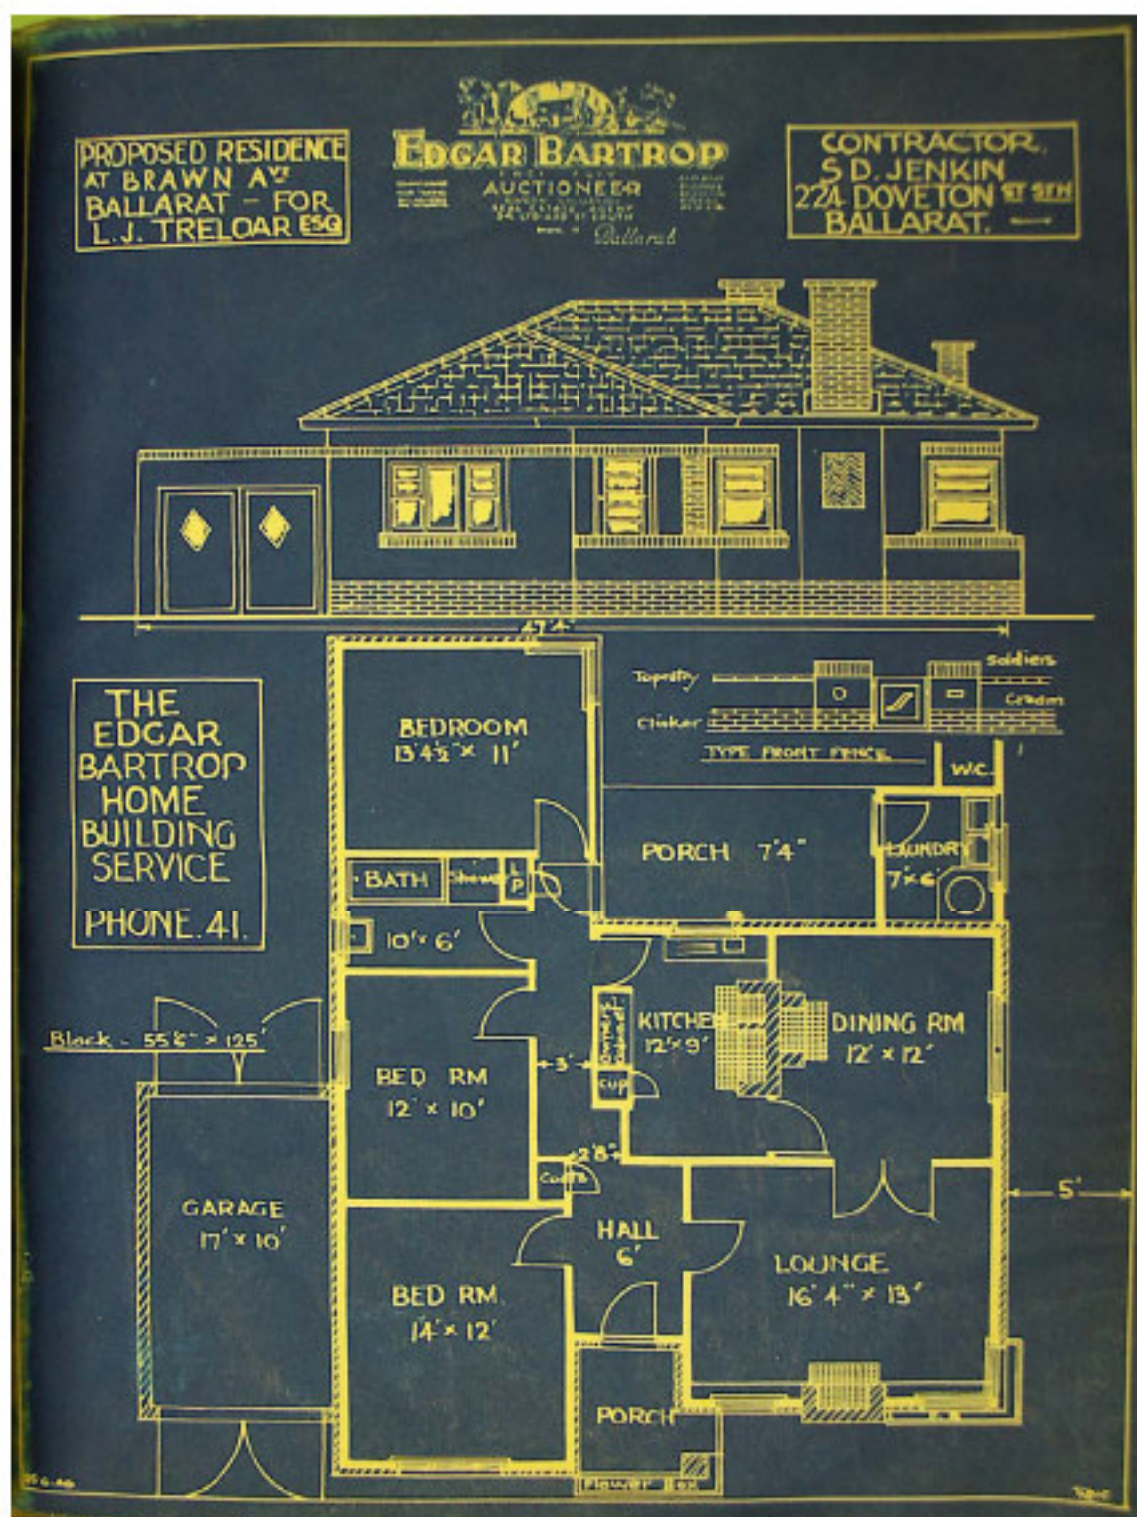 PROPOSED RESIDENCE
AT BRAWN AVE
BALLARAT - FOR
L.J. TRELOAR ESQ
EDGAR BARTROP
AUCTIONEER
Ballarat
CONTRACTOR.
S D. JENKIN
224 DOVETON ST STH
BALLARAT.
47'4"
THE
EDGAR
BARTROP
HOME
BUILDING
SERVICE
PHONE. 41.
BEDROOM
13'4½" x 11'
Tapestry
Soldiers
Clinker
TYPE FRONT FENCE
W.C.
PORCH 7'4"
LAUNDRY
7' x 6'
BATH
Shower
L
P
10' x 6'
Block - 55'6" x 125'
BED RM
12' x 10'
3'
KITCHEN
12' x 9'
CUP
DINING RM
12' x 12'
2'8"
GARAGE
17' x 10'
HALL
6'
5'
LOUNGE
16' 4" x 13'
BED RM.
14' x 12'
PORCH
Flower Box